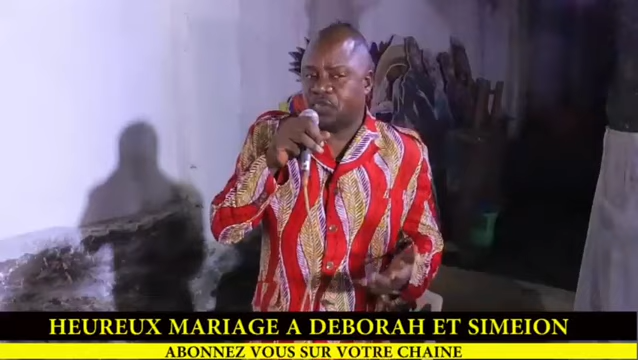 HEUREUX MARIAGE A DEBORAH ET SIMEION
ABONNEZ VOUS SUR VOTRE CHAINE